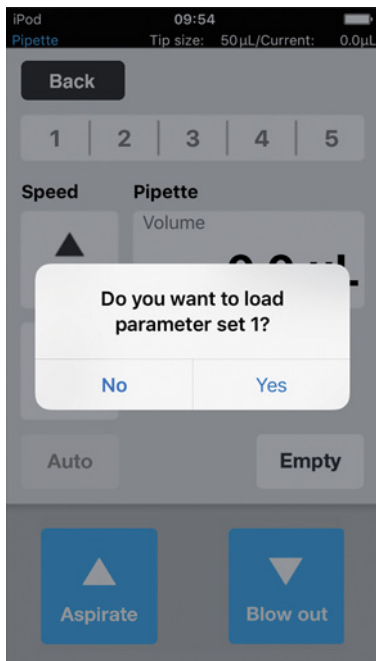 iPod 09:54
Pipette Tip size: 50µL/Current: 0.0µL
Back
1 2 3 4 5
Speed Pipette
Volume
Do you want to load
parameter set 1?
No Yes
Auto Empty
Aspirate Blow out